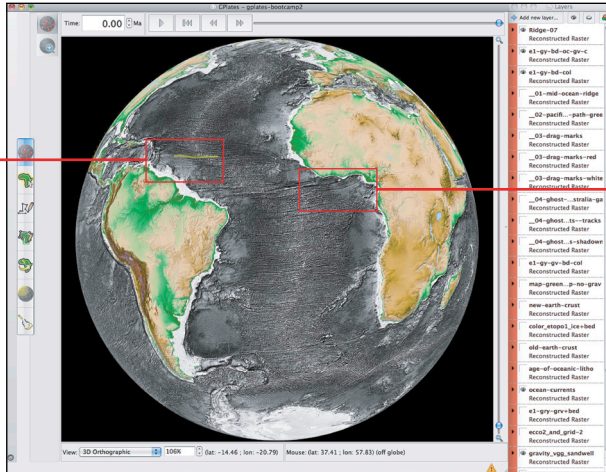 GPlates - gplates-bootcamp2
Layers
Time: 0.00 Ma
Add new layer...
Ridge-07
Reconstructed Raster
e1-gy-bd-oc-gv-c
Reconstructed Raster
e1-gy-bd-col
Reconstructed Raster
__01-mid-ocean-ridge
Reconstructed Raster
__02-pacifi...-path-gree
Reconstructed Raster
__03-drag-marks
Reconstructed Raster
__03-drag-marks-red
Reconstructed Raster
__03-drag-marks-white
Reconstructed Raster
__04-ghost-...stralia-ga
Reconstructed Raster
__04-ghost...ts--tracks
Reconstructed Raster
__04-ghost...s-shadowr
Reconstructed Raster
e1-gy-gv-bd-col
Reconstructed Raster
map-green...p-no-grav
Reconstructed Raster
new-earth-crust
Reconstructed Raster
color_etopo1_ice+bed
Reconstructed Raster
old-earth-crust
Reconstructed Raster
age-of-oceanic-litho
Reconstructed Raster
ocean-currents
Reconstructed Raster
e1-gry-grv+bed
Reconstructed Raster
ecco2_and_grid-2
Reconstructed Raster
gravity_vgg_sandwell
Reconstructed Raster
View: 3D Orthographic 106% (lat: -14.46 ; lon: -20.79) Mouse: (lat: 37.41 ; lon: 57.83) (off globe)